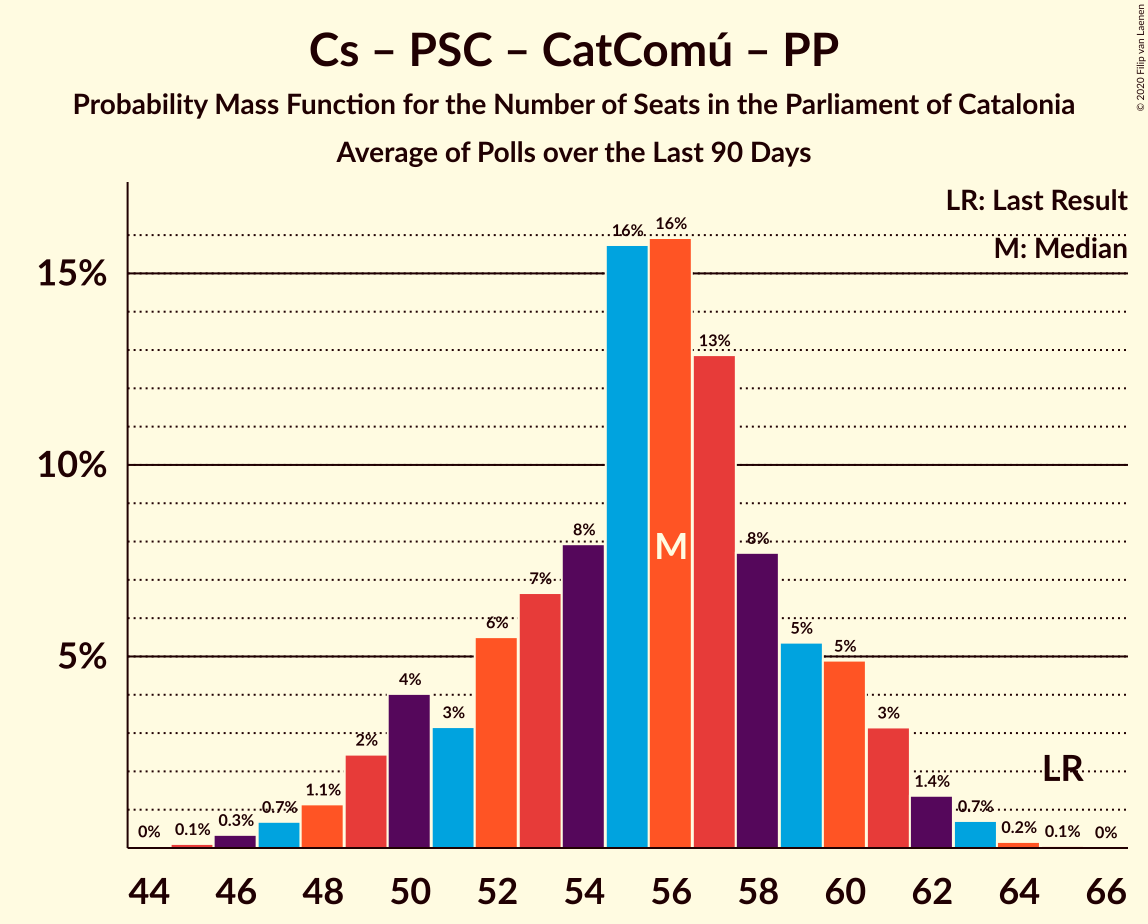 Cs – PSC – CatComú – PP
Probability Mass Function for the Number of Seats in the Parliament of Catalonia
Average of Polls over the Last 90 Days
© 2020 Filip van Laenen
LR: Last Result
M: Median
15%
10%
5%
0%
0.1%
0.3%
0.7%
1.1%
2%
4%
3%
6%
7%
8%
16%
16%
13%
8%
5%
5%
3%
1.4%
0.7%
0.2%
0.1%
0%
M
LR
44 46 48 50 52 54 56 58 60 62 64 66